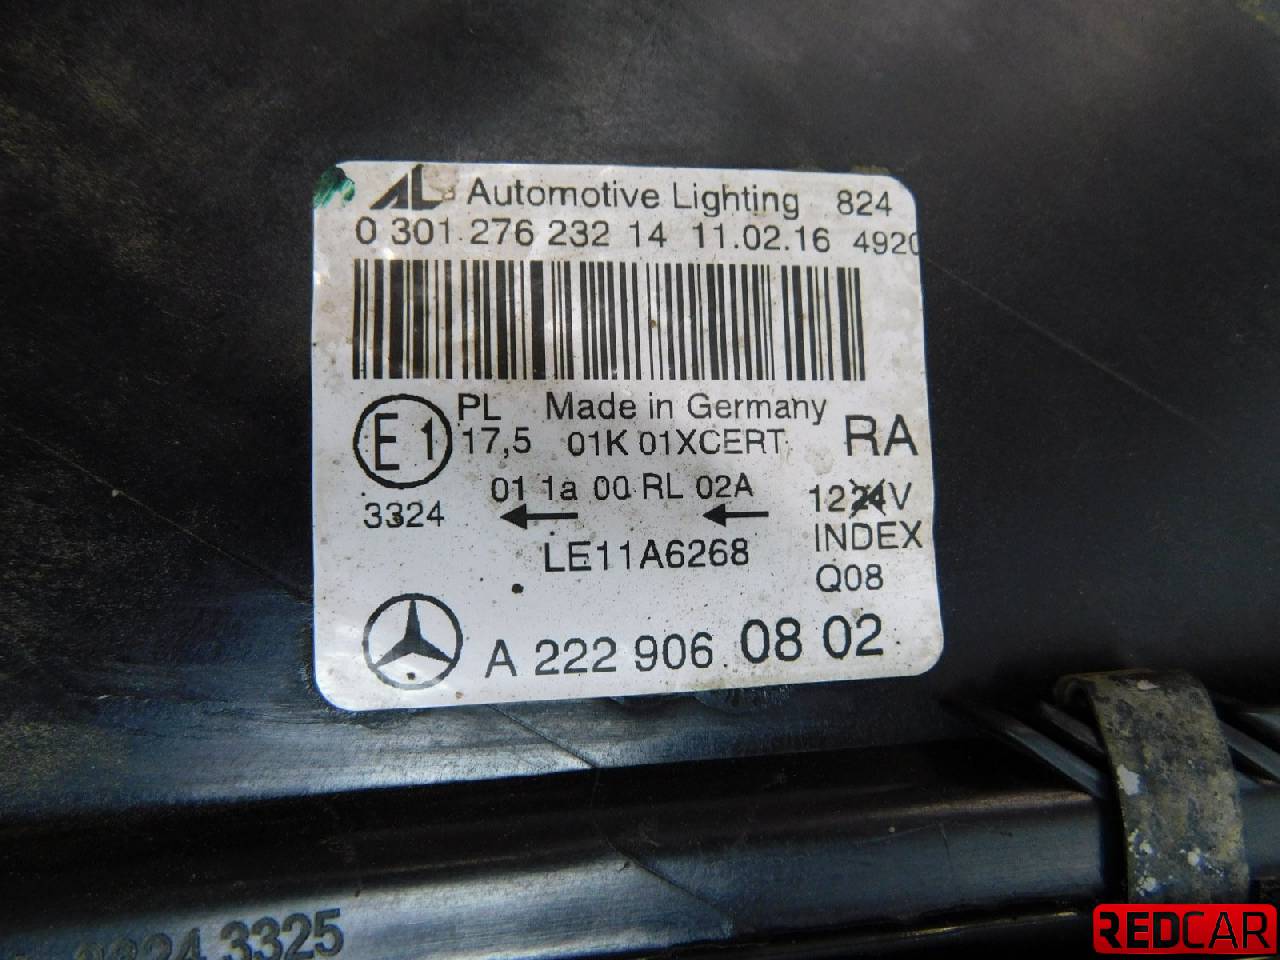 AL Automotive Lighting 824
0 301 276 232 14 11.02.16 4920
E1 PL Made in Germany RA
17,5 01K 01XCERT
01 1a 00 RL 02A 1224V
3324
INDEX
LE11A6268
Q08
A 222 906 08 02
3324 3325
REDCAR